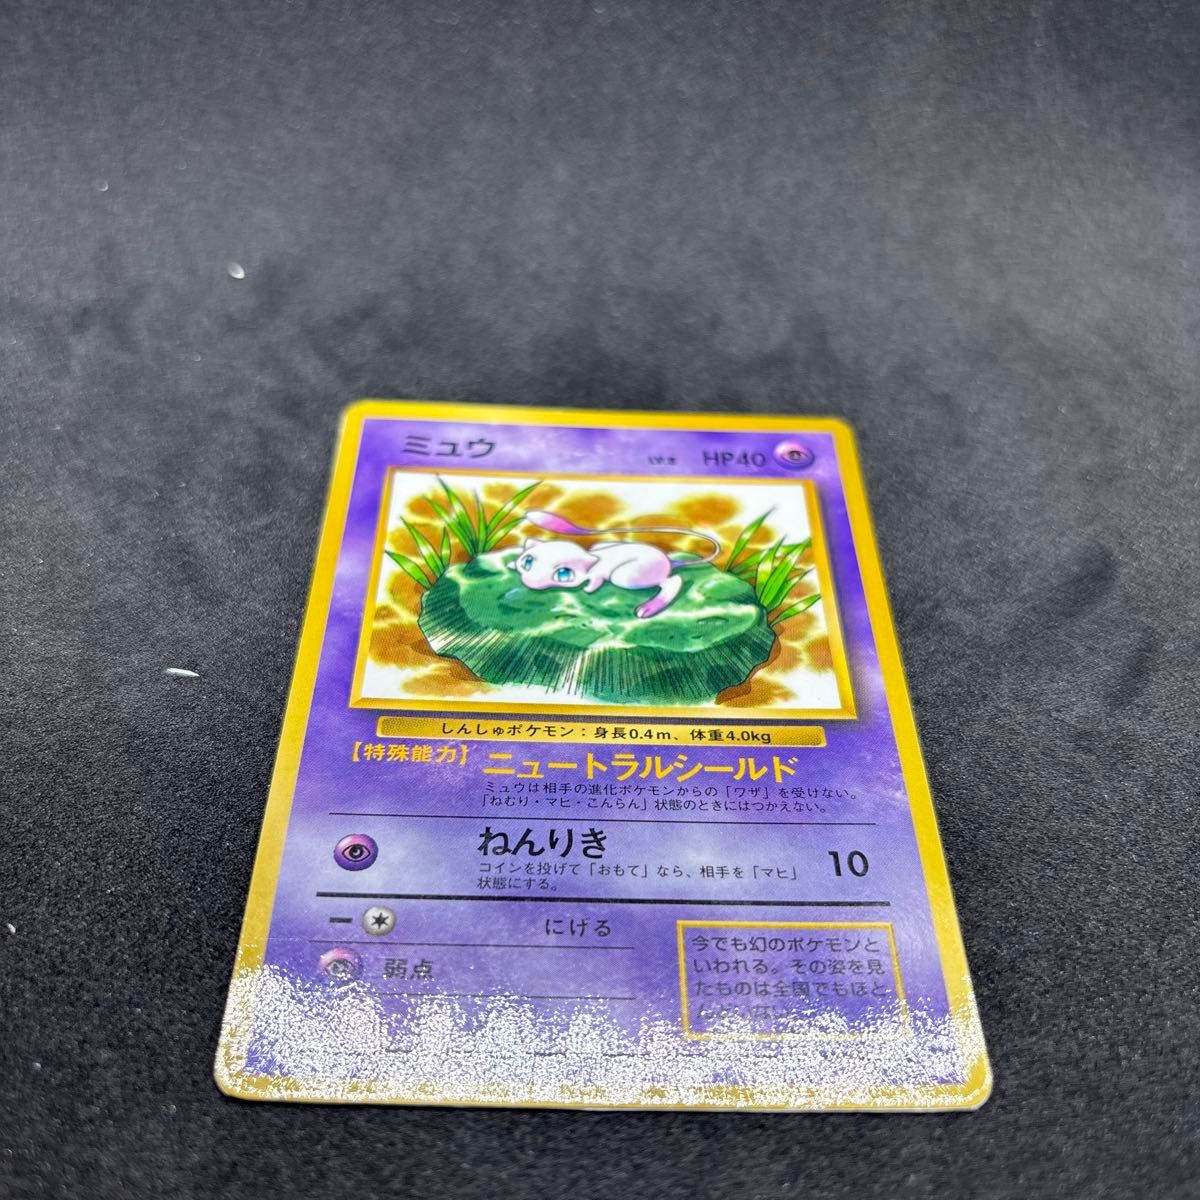 ミュウ
HP40
しんしゅポケモン：身長0.4m、体重4.0kg
【特殊能力】 ニュートラルシールド
ミュウは相手の進化ポケモンからの「ワザ」を受けない。
「ねむり・マヒ・こんらん」状態のときにはつかえない。
ねんりき 10
コインを投げて「おもて」なら、相手を「マヒ」
状態にする。
にげる
弱点
今でも幻のポケモンと
いわれる。その姿を見
たものは全国でもほと
んどいない